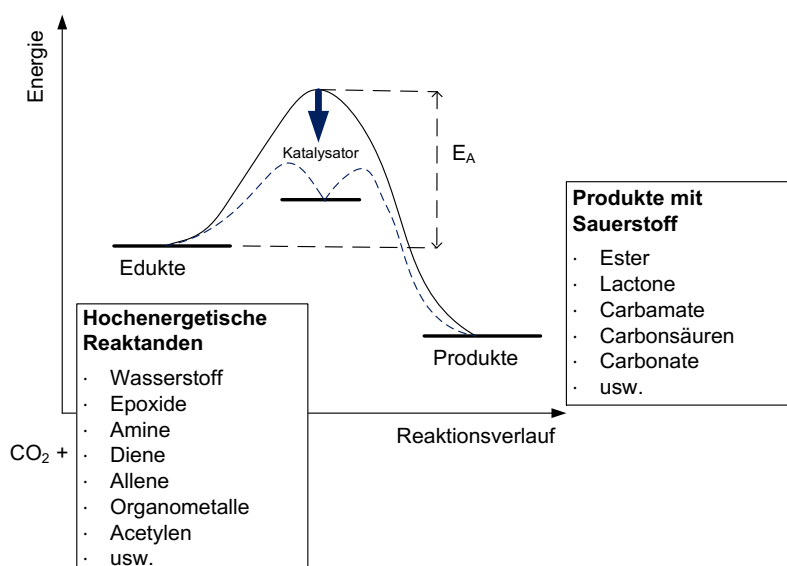 Energie
Katalysator
E_A
Edukte
Produkte
Reaktionsverlauf
CO₂ +
Hochenergetische
Reaktanden
· Wasserstoff
· Epoxide
· Amine
· Diene
· Allene
· Organometalle
· Acetylen
· usw.
Produkte mit
Sauerstoff
· Ester
· Lactone
· Carbamate
· Carbonsäuren
· Carbonate
· usw.